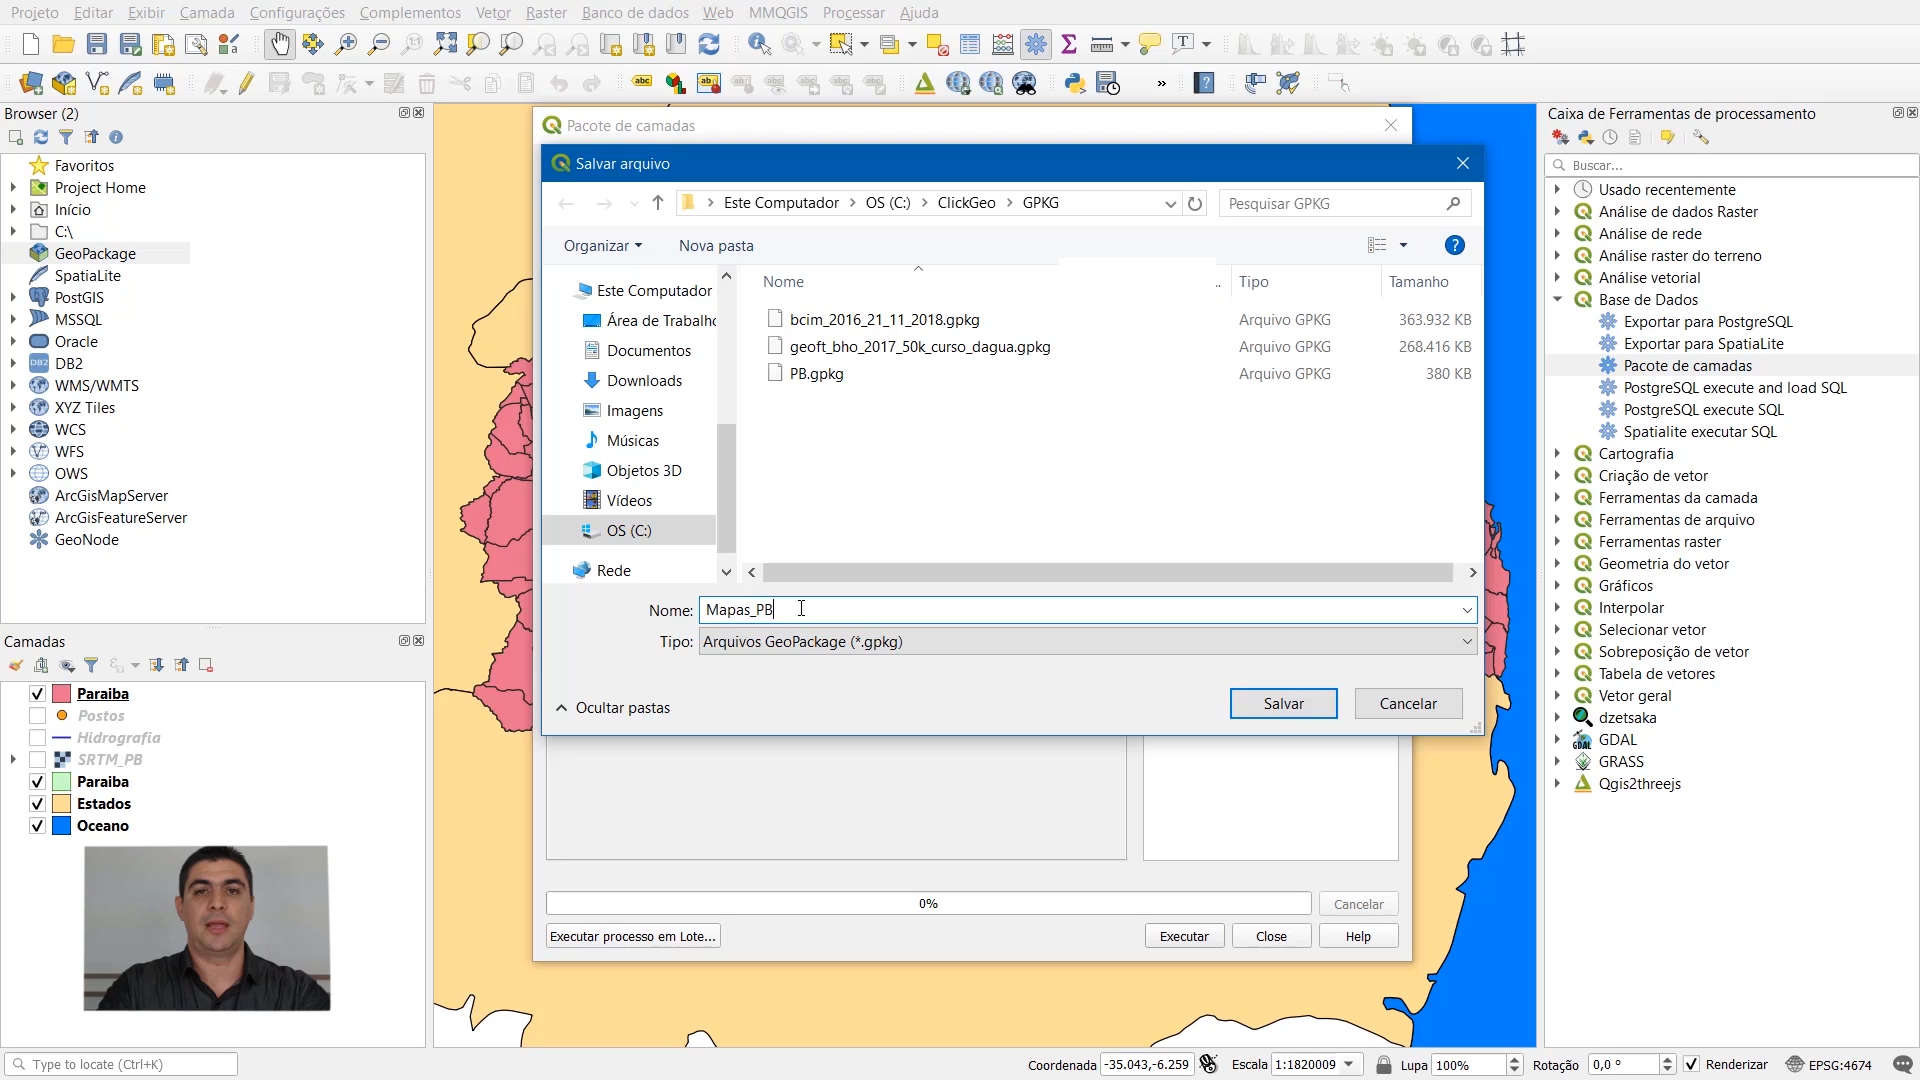 Projeto Editar Exibir Camada Configurações Complementos Vetor Raster Banco de dados Web MMQGIS Processar Ajuda
Browser (2)
Favoritos
Project Home
Início
C:\
GeoPackage
SpatiaLite
PostGIS
MSSQL
Oracle
DB2
WMS/WMTS
XYZ Tiles
WCS
WFS
OWS
ArcGisMapServer
ArcGisFeatureServer
GeoNode
Camadas
Paraiba
Postos
Hidrografia
SRTM_PB
Paraiba
Estados
Oceano
Type to locate (Ctrl+K)
Pacote de camadas
Salvar arquivo
Este Computador > OS (C:) > ClickGeo > GPKG
Pesquisar GPKG
Organizar Nova pasta
Este Computador
Área de Trabalho
Documentos
Downloads
Imagens
Músicas
Objetos 3D
Vídeos
OS (C:)
Rede
Nome .. Tipo Tamanho
bcim_2016_21_11_2018.gpkg Arquivo GPKG 363.932 KB
geoft_bho_2017_50k_curso_dagua.gpkg Arquivo GPKG 268.416 KB
PB.gpkg Arquivo GPKG 380 KB
Nome: Mapas_PB
Tipo: Arquivos GeoPackage (*.gpkg)
Ocultar pastas Salvar Cancelar
0% Cancelar
Executar processo em Lote... Executar Close Help
Caixa de Ferramentas de processamento
Buscar...
Usado recentemente
Análise de dados Raster
Análise de rede
Análise raster do terreno
Análise vetorial
Base de Dados
Exportar para PostgreSQL
Exportar para SpatiaLite
Pacote de camadas
PostgreSQL execute and load SQL
PostgreSQL execute SQL
Spatialite executar SQL
Cartografia
Criação de vetor
Ferramentas da camada
Ferramentas de arquivo
Ferramentas raster
Geometria do vetor
Gráficos
Interpolar
Selecionar vetor
Sobreposição de vetor
Tabela de vetores
Vetor geral
dzetsaka
GDAL
GRASS
Qgis2threejs
Coordenada -35.043,-6.259 Escala 1:1820009 Lupa 100% Rotação 0,0 ° Renderizar EPSG:4674